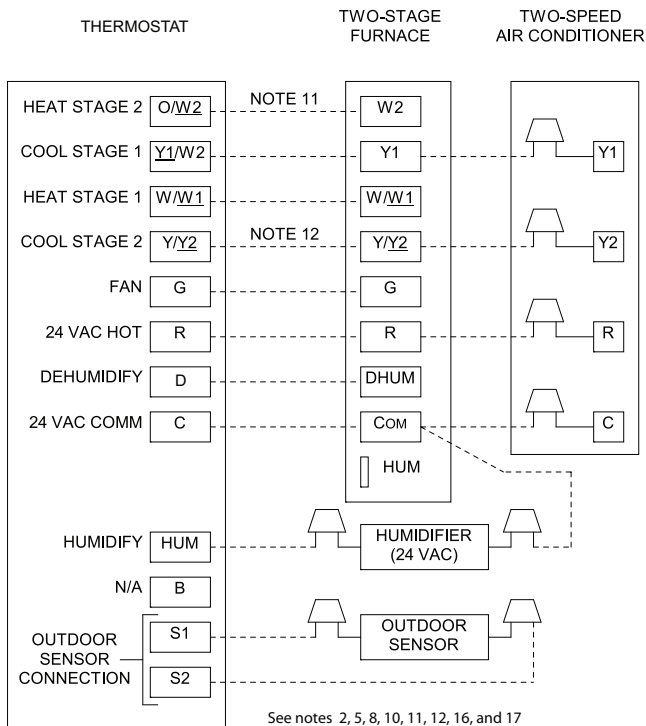 THERMOSTAT
TWO-STAGE
FURNACE
TWO-SPEED
AIR CONDITIONER
HEAT STAGE 2 O/W2 NOTE 11 W2
COOL STAGE 1 Y1/W2 Y1 Y1
HEAT STAGE 1 W/W1 W/W1
COOL STAGE 2 Y/Y2 NOTE 12 Y/Y2 Y2
FAN G G
24 VAC HOT R R R
DEHUMIDIFY D DHUM
24 VAC COMM C COM C
HUM
HUMIDIFY HUM HUMIDIFIER
(24 VAC)
N/A B
OUTDOOR
SENSOR
CONNECTION
S1 OUTDOOR
SENSOR
S2
See notes 2, 5, 8, 10, 11, 12, 16, and 17